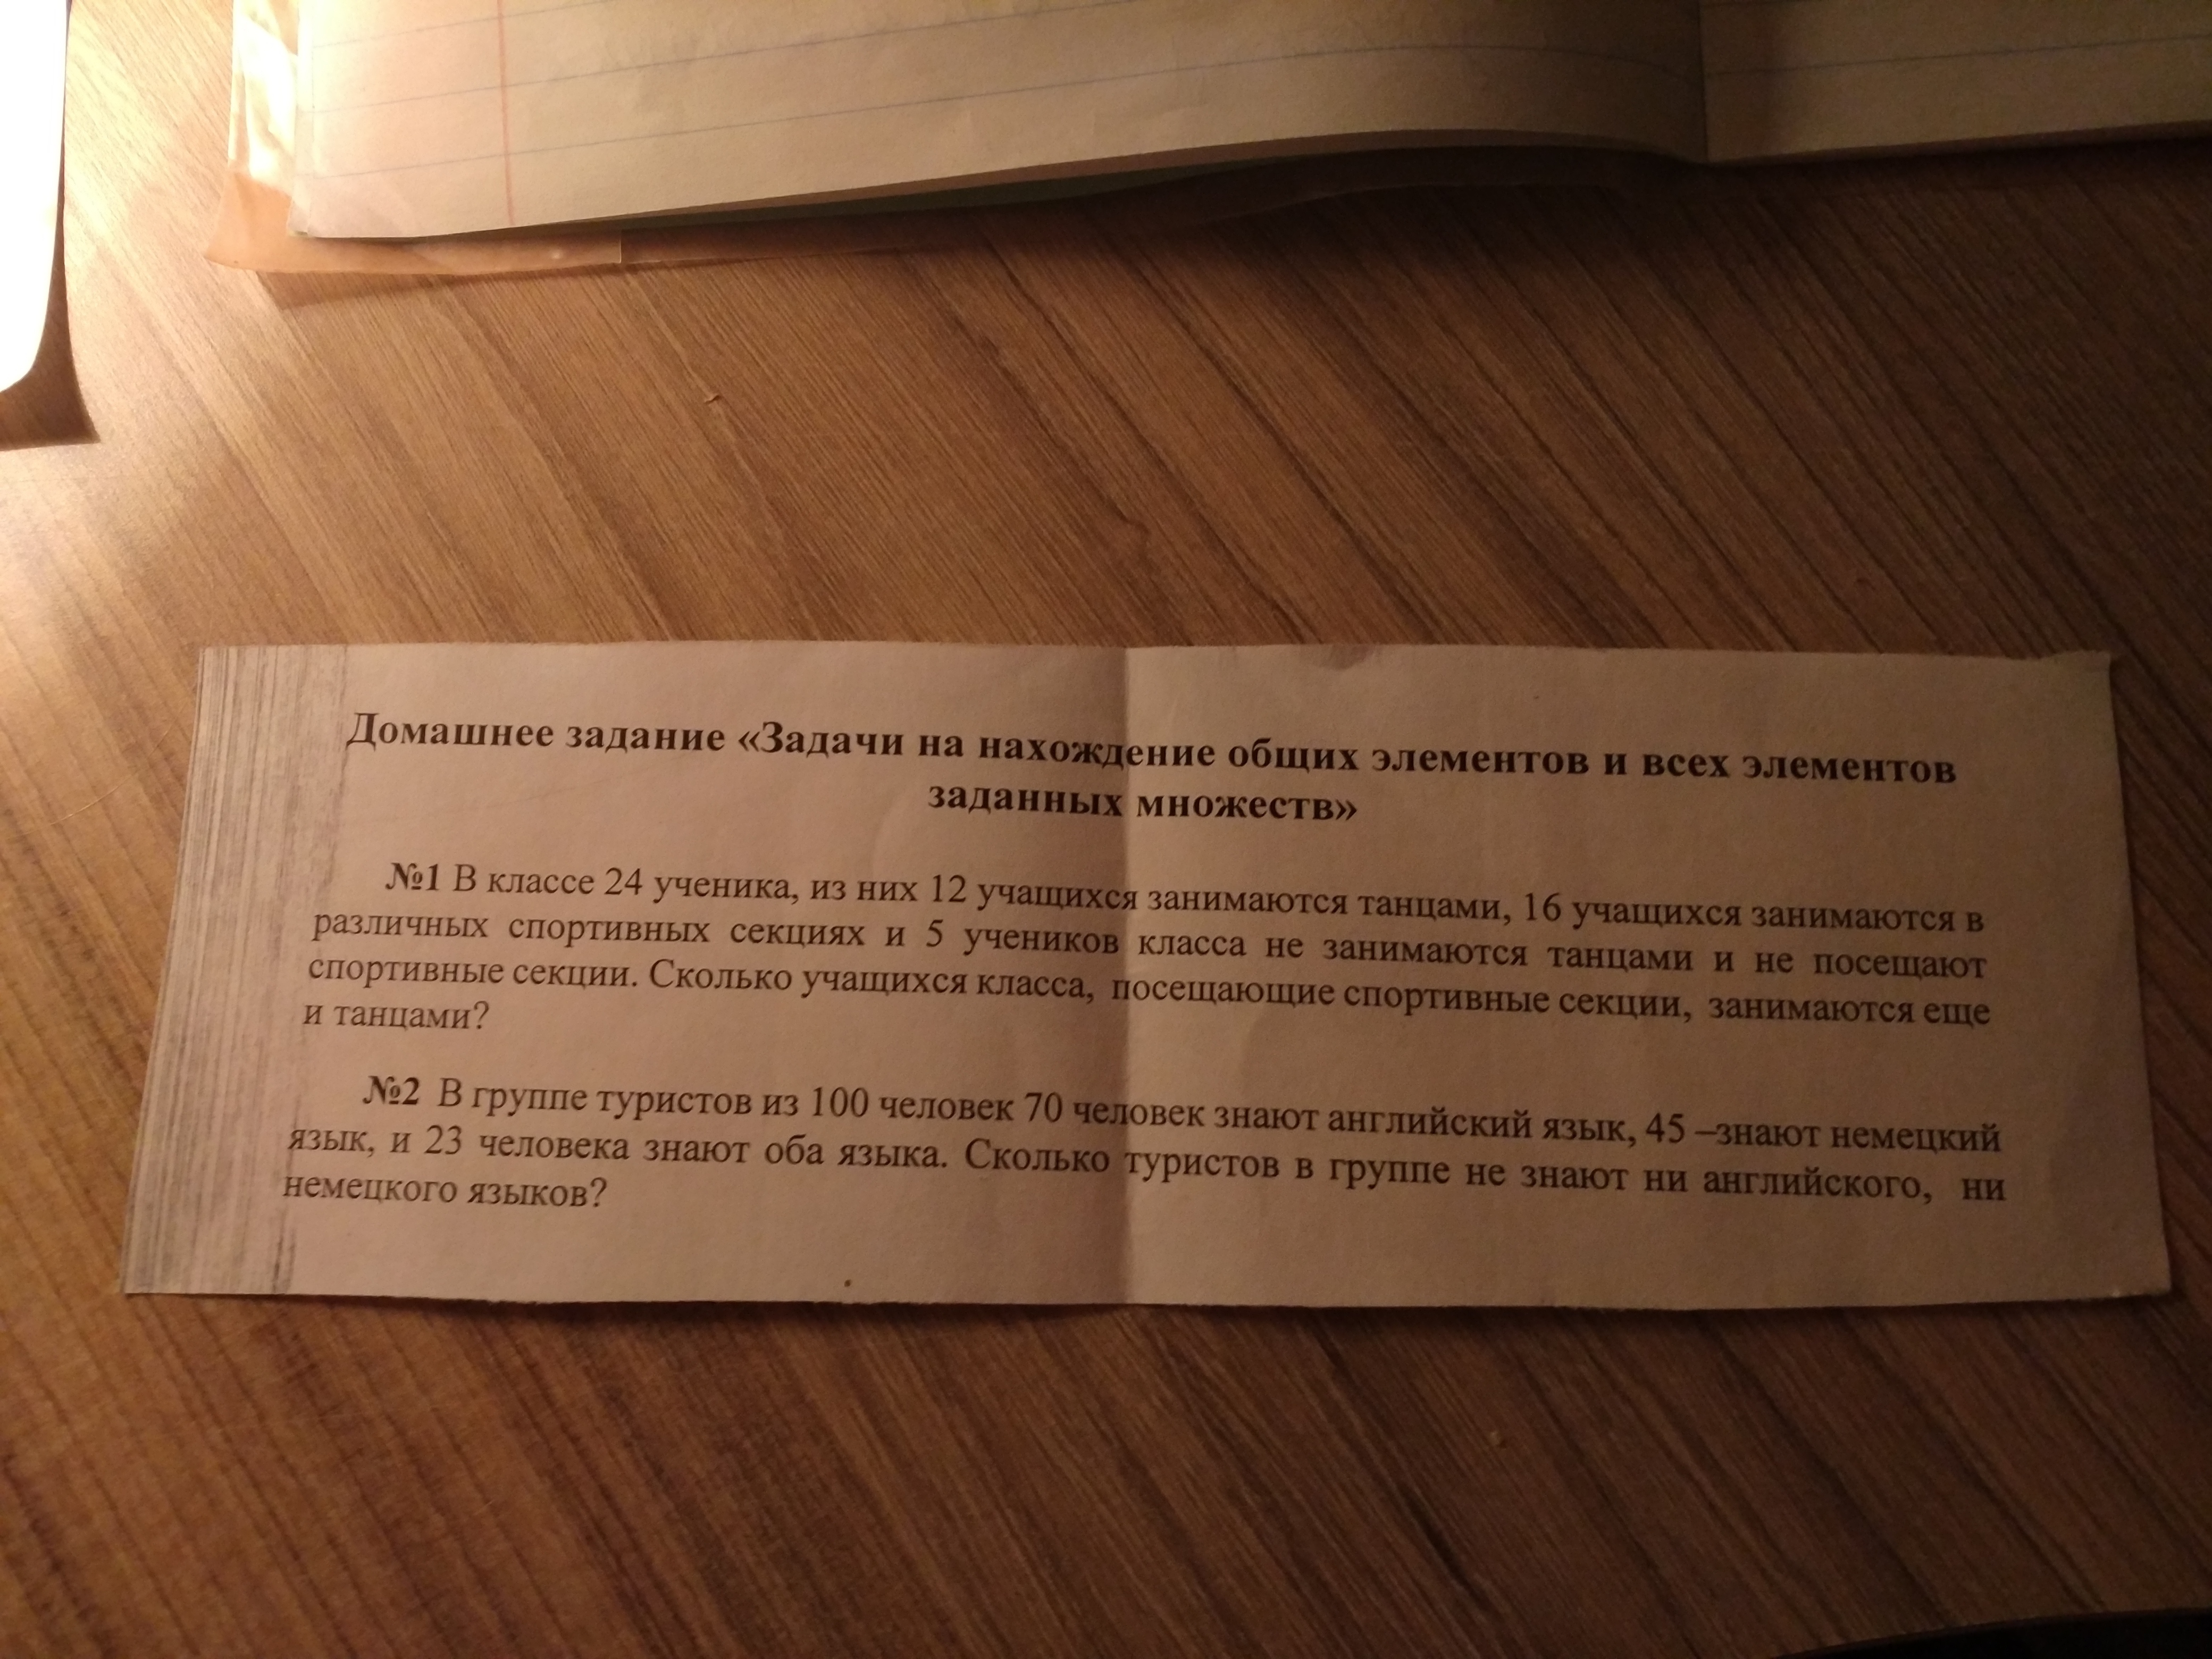 Домашнее задание «Задачи на нахождение общих элементов и всех элементов
заданных множеств»
№1 В классе 24 ученика, из них 12 учащихся занимаются танцами, 16 учащихся занимаются в
различных спортивных секциях и 5 учеников класса не занимаются танцами и не посещают
спортивные секции. Сколько учащихся класса, посещающие спортивные секции, занимаются еще
и танцами?
№2 В группе туристов из 100 человек 70 человек знают английский язык, 45 –знают немецкий
язык, и 23 человека знают оба языка. Сколько туристов в группе не знают ни английского, ни
немецкого языков?